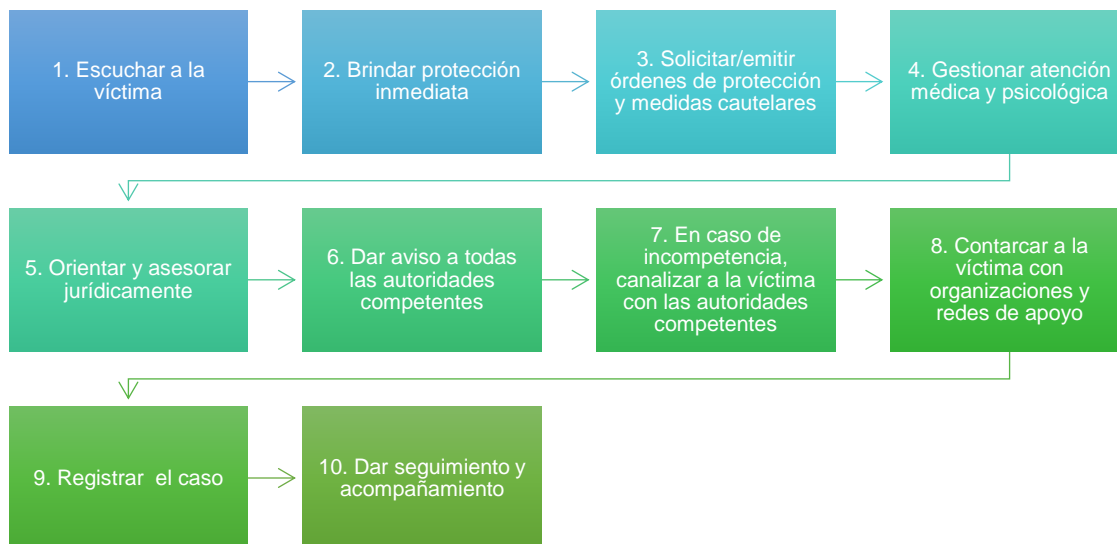 1. Escuchar a la
víctima
2. Brindar protección
inmediata
3. Solicitar/emitir
órdenes de protección
y medidas cautelares
4. Gestionar atención
médica y psicológica
5. Orientar y asesorar
jurídicamente
6. Dar aviso a todas
las autoridades
competentes
7. En caso de
incompetencia,
canalizar a la víctima
con las autoridades
competentes
8. Contarcar a la
víctima con
organizaciones y
redes de apoyo
9. Registrar  el caso
10. Dar seguimiento y
acompañamiento